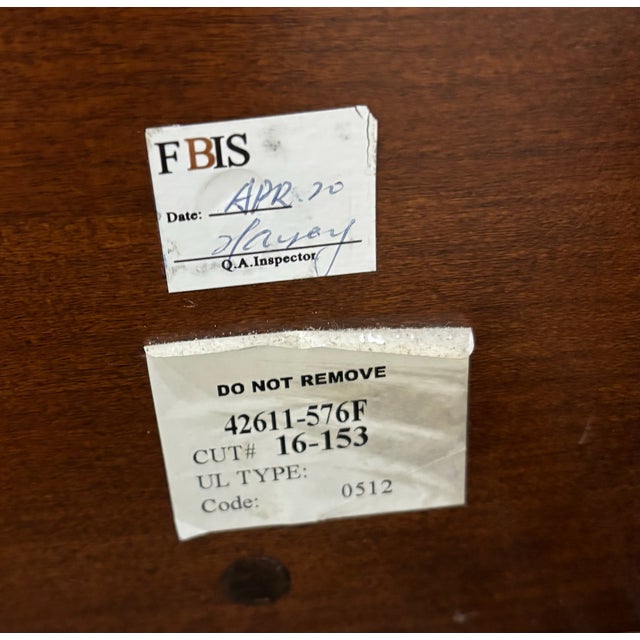 FBIS
Date: APR. 20
Q.A.Inspector
DO NOT REMOVE
42611-576F
CUT# 16-153
UL TYPE:
Code: 0512